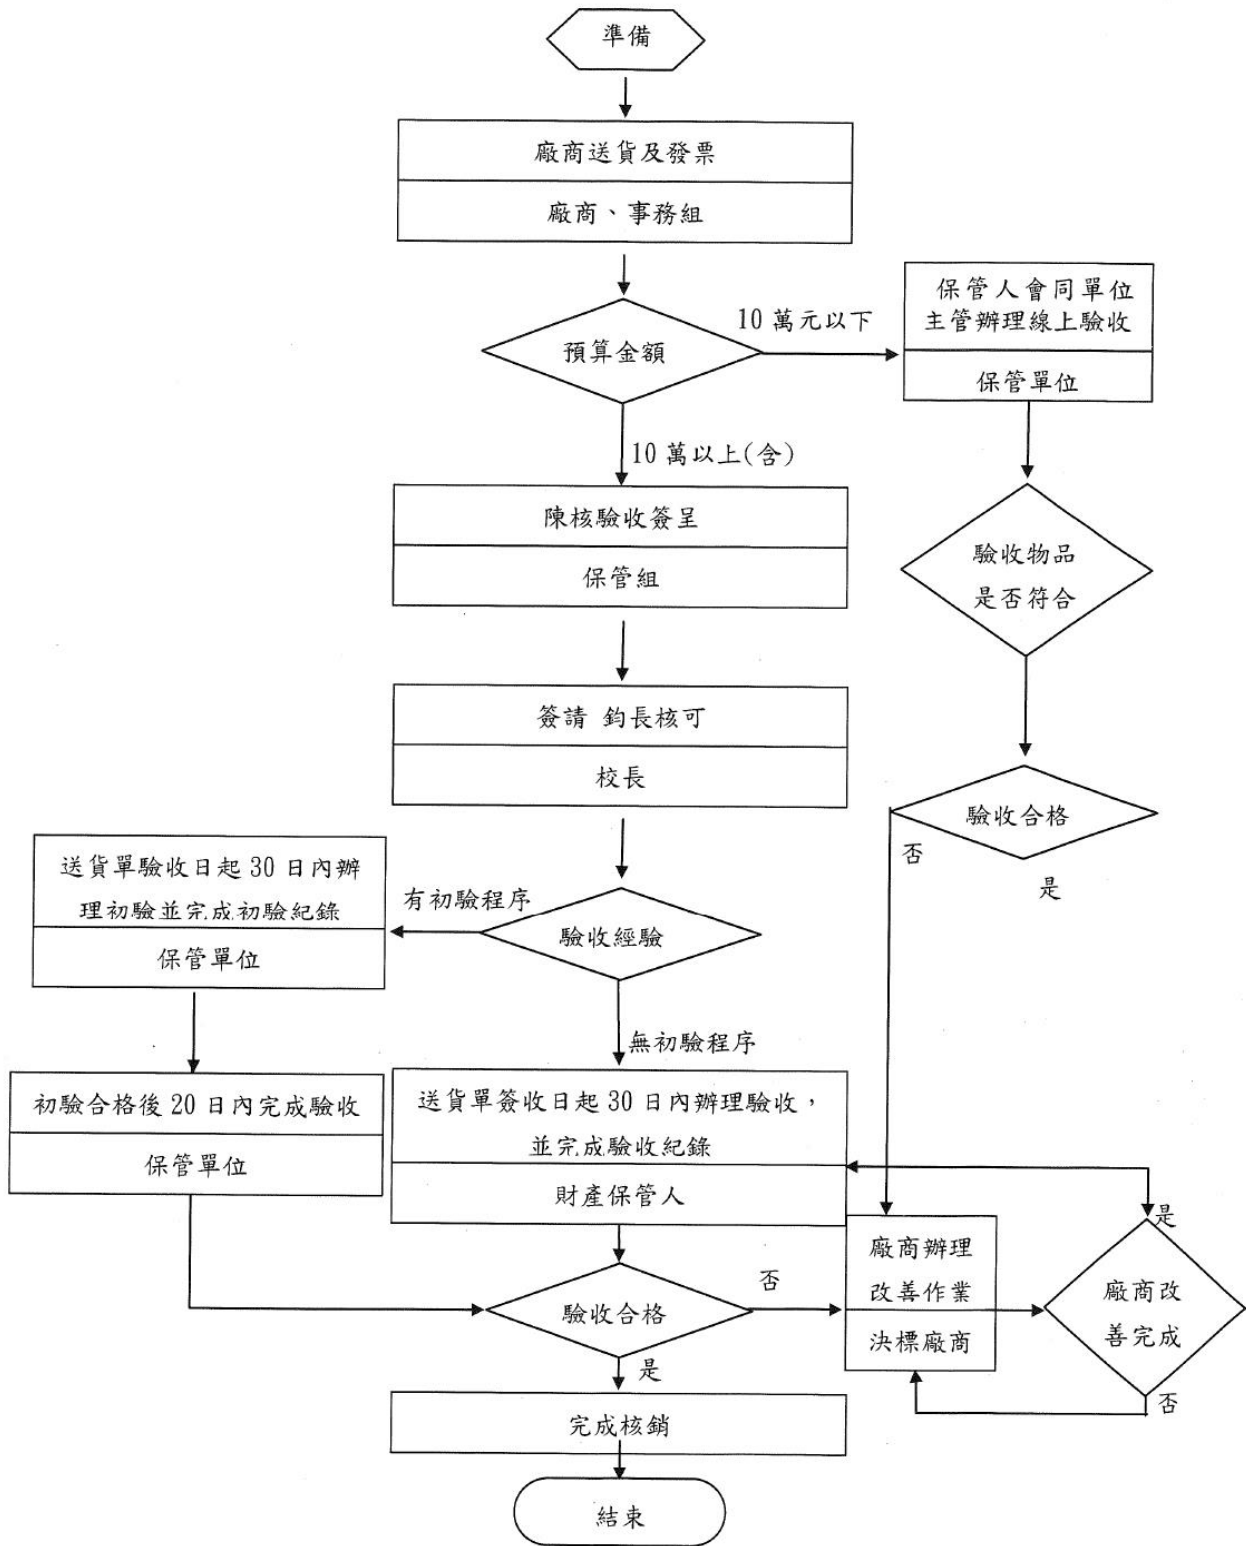 準備
廠商送貨及發票
廠商、事務組
預算金額
10萬元以下
保管人會同單位
主管辦理線上驗收
保管單位
10萬以上(含)
陳核驗收簽呈
保管組
驗收物品
是否符合
簽請 鈞長核可
校長
驗收合格
否
是
送貨單驗收日起30日內辦
理初驗並完成初驗紀錄
保管單位
有初驗程序
驗收經驗
無初驗程序
初驗合格後20日內完成驗收
保管單位
送貨單簽收日起30日內辦理驗收，
並完成驗收紀錄
財產保管人
驗收合格
否
是
廠商辦理
改善作業
決標廠商
是
廠商改
善完成
否
完成核銷
結束